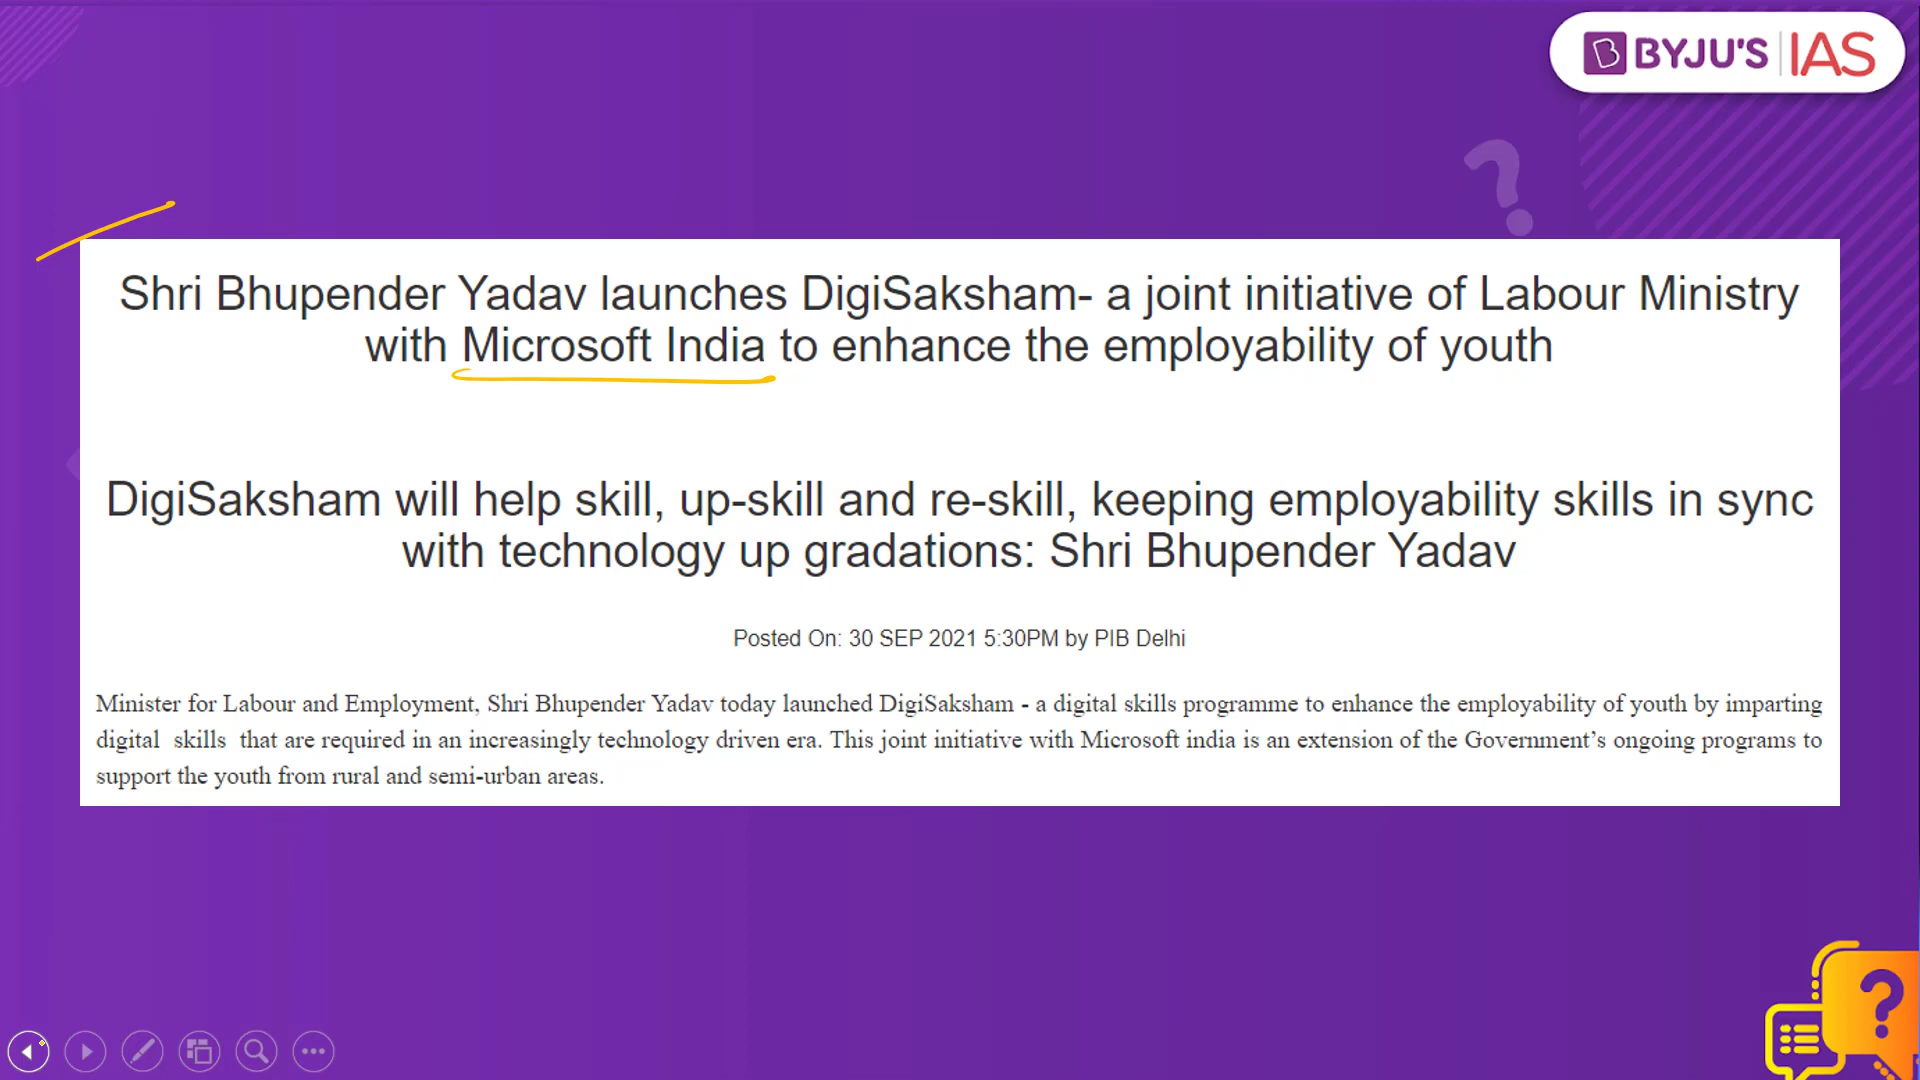 BYJU'S IAS
Shri Bhupender Yadav launches DigiSaksham- a joint initiative of Labour Ministry
with Microsoft India to enhance the employability of youth
DigiSaksham will help skill, up-skill and re-skill, keeping employability skills in sync
with technology up gradations: Shri Bhupender Yadav
Posted On: 30 SEP 2021 5:30PM by PIB Delhi
Minister for Labour and Employment, Shri Bhupender Yadav today launched DigiSaksham - a digital skills programme to enhance the employability of youth by imparting
digital skills that are required in an increasingly technology driven era. This joint initiative with Microsoft india is an extension of the Government’s ongoing programs to
support the youth from rural and semi-urban areas.